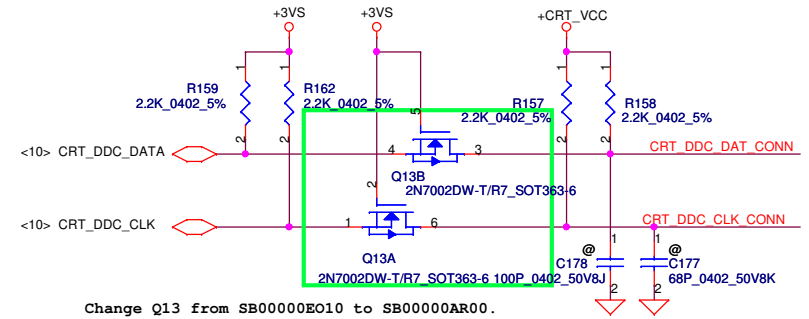 +3VS
+3VS
+CRT_VCC
1
1
1
1
R159
2.2K_0402_5%
R162
2.2K_0402_5%
5
R157
2.2K_0402_5%
R158
2.2K_0402_5%
2
2
2
2
<10> CRT_DDC_DATA
4
3
CRT_DDC_DAT_CONN
Q13B
2N7002DW-T/R7_SOT363-6
2
<10> CRT_DDC_CLK
1
6
CRT_DDC_CLK_CONN
Q13A
2N7002DW-T/R7_SOT363-6
@
1
C178
100P_0402_50V8J
2
@
1
C177
68P_0402_50V8K
2
Change Q13 from SB00000EO10 to SB00000AR00.